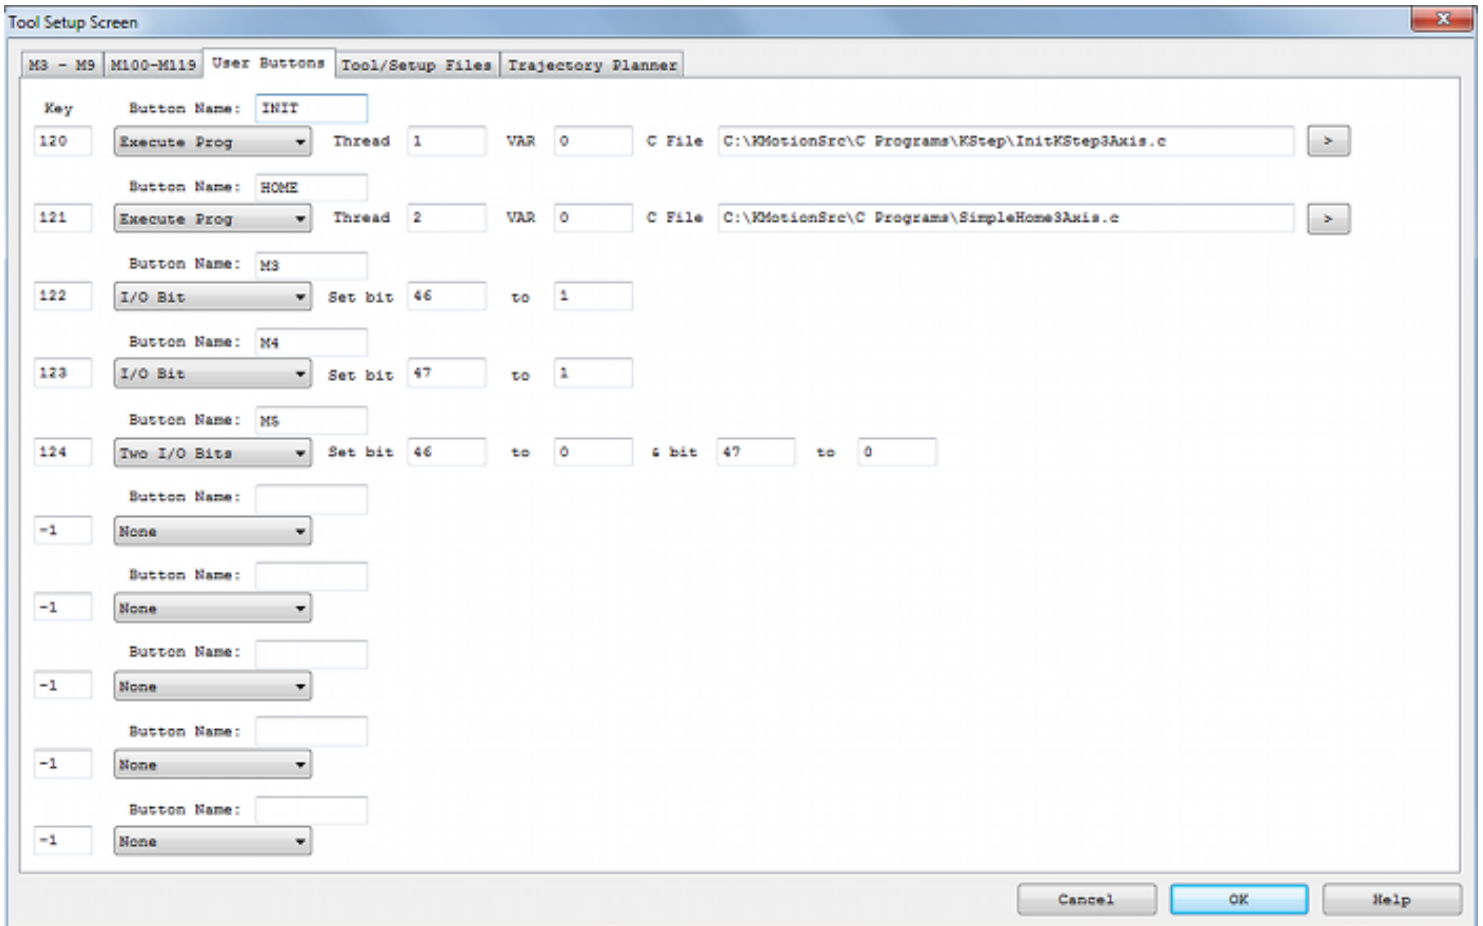 Tool Setup Screen
M3 - M9 M100-M119 User Buttons Tool/Setup Files Trajectory Planner
Key Button Name: INIT
120 Execute Prog Thread 1 VAR 0 C File C:\KMotionSrc\C Programs\KStep\InitKStep3Axis.c >
Button Name: HOME
121 Execute Prog Thread 2 VAR 0 C File C:\KMotionSrc\C Programs\SimpleHome3Axis.c >
Button Name: M3
122 I/O Bit Set bit 46 to 1
Button Name: M4
123 I/O Bit Set bit 47 to 1
Button Name: M5
124 Two I/O Bits Set bit 46 to 0 & bit 47 to 0
Button Name:
-1 None
Button Name:
-1 None
Button Name:
-1 None
Button Name:
-1 None
Button Name:
-1 None
Cancel OK Help